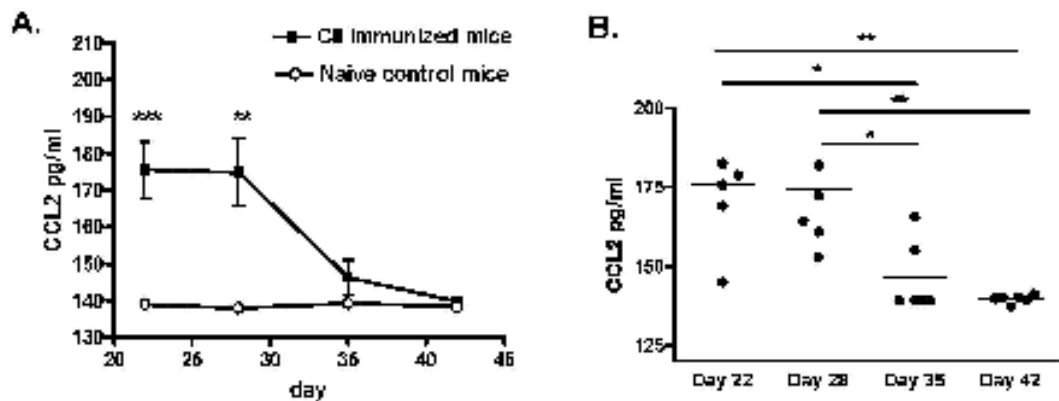 A.
CII immunized mice
Naive control mice
210
200
190
180
170
160
150
140
130
CCL2 pg/ml
***
**
20
25
30
35
40
45
day
B.
**
*
***
*
200
175
150
125
CCL2 pg/ml
Day 22
Day 28
Day 35
Day 42